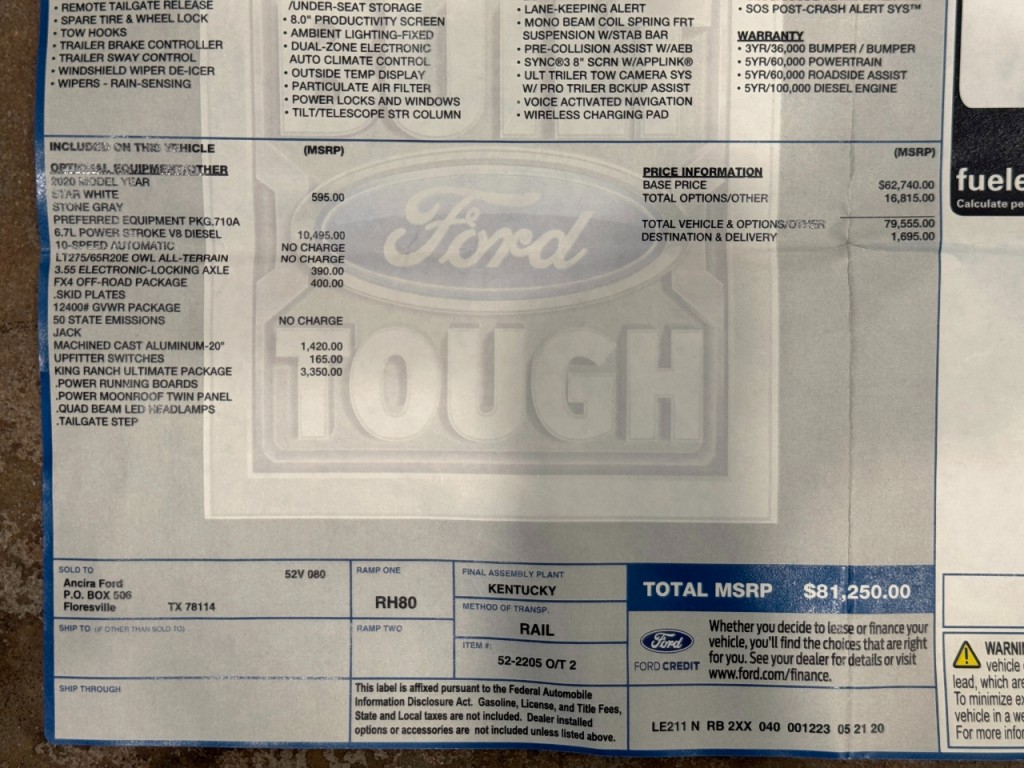 • REMOTE TAILGATE RELEASE
• SPARE TIRE & WHEEL LOCK
• TOW HOOKS
• TRAILER BRAKE CONTROLLER
• TRAILER SWAY CONTROL
• WINDSHIELD WIPER DE-ICER
• WIPERS - RAIN-SENSING
/UNDER-SEAT STORAGE
• 8.0" PRODUCTIVITY SCREEN
• AMBIENT LIGHTING-FIXED
• DUAL-ZONE ELECTRONIC
AUTO CLIMATE CONTROL
• OUTSIDE TEMP DISPLAY
• PARTICULATE AIR FILTER
• POWER LOCKS AND WINDOWS
• TILT/TELESCOPE STR COLUMN
• LANE-KEEPING ALERT
• MONO BEAM COIL SPRING FRT
SUSPENSION W/STAB BAR
• PRE-COLLISION ASSIST W/AEB
• SYNC®3 8" SCRN W/APPLINK®
• ULT TRILER TOW CAMERA SYS
W/ PRO TRILER BCKUP ASSIST
• VOICE ACTIVATED NAVIGATION
• WIRELESS CHARGING PAD
• SOS POST-CRASH ALERT SYS™
WARRANTY
• 3YR/36,000 BUMPER / BUMPER
• 5YR/60,000 POWERTRAIN
• 5YR/60,000 ROADSIDE ASSIST
• 5YR/100,000 DIESEL ENGINE
INCLUDED ON THIS VEHICLE (MSRP)
OPTIONAL EQUIPMENT/OTHER
2020 MODEL YEAR
STAR WHITE 595.00
STONE GRAY
PREFERRED EQUIPMENT PKG.710A
6.7L POWER STROKE V8 DIESEL 10,495.00
10-SPEED AUTOMATIC NO CHARGE
LT275/65R20E OWL ALL-TERRAIN NO CHARGE
3.55 ELECTRONIC-LOCKING AXLE 390.00
FX4 OFF-ROAD PACKAGE 400.00
.SKID PLATES
12400# GVWR PACKAGE
50 STATE EMISSIONS NO CHARGE
JACK
MACHINED CAST ALUMINUM-20" 1,420.00
UPFITTER SWITCHES 165.00
KING RANCH ULTIMATE PACKAGE 3,350.00
.POWER RUNNING BOARDS
.POWER MOONROOF TWIN PANEL
.QUAD BEAM LED HEADLAMPS
.TAILGATE STEP
(MSRP)
PRICE INFORMATION
BASE PRICE $62,740.00
TOTAL OPTIONS/OTHER 16,815.00
TOTAL VEHICLE & OPTIONS/OTHER 79,555.00
DESTINATION & DELIVERY 1,695.00
BUILT
Ford
TOUGH
fuele
Calculate pe
SOLD TO 52V 080
Ancira Ford
P.O. BOX 506
Floresville TX 78114
SHIP TO (IF OTHER THAN SOLD TO)
SHIP THROUGH
RAMP ONE
RH80
RAMP TWO
FINAL ASSEMBLY PLANT
KENTUCKY
METHOD OF TRANSP.
RAIL
ITEM #:
52-2205 O/T 2
This label is affixed pursuant to the Federal Automobile
Information Disclosure Act. Gasoline, License, and Title Fees,
State and Local taxes are not included. Dealer installed
options or accessories are not included unless listed above.
TOTAL MSRP $81,250.00
Ford
FORD CREDIT
Whether you decide to lease or finance your
vehicle, you'll find the choices that are right
for you. See your dealer for details or visit
www.ford.com/finance.
LE211 N RB 2XX 040 001223 05 21 20
WARNI
vehicle
lead, which are
To minimize ex
vehicle in a we
For more infor